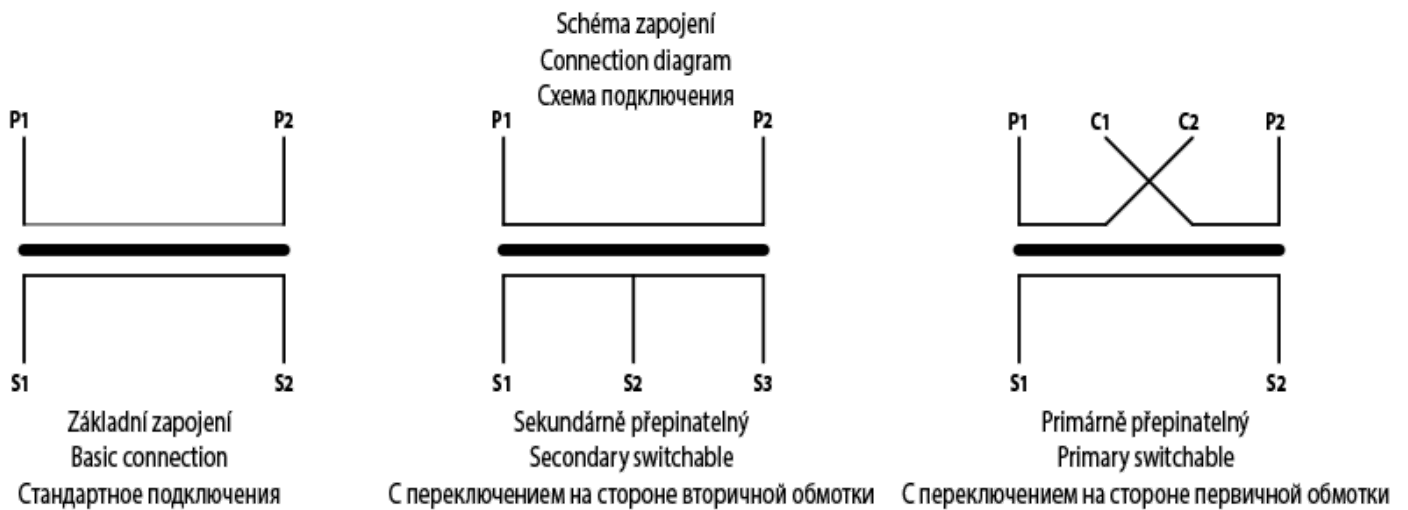 Schéma zapojení
Connection diagram
Схема подключения
P1 P2 P1 P2 P1 C1 C2 P2
S1 S2 S1 S2 S3 S1 S2
Základní zapojení
Basic connection
Стандартное подключения
Sekundárně přepinatelný
Secondary switchable
С переключением на стороне вторичной обмотки
Primárně přepinatelný
Primary switchable
С переключением на стороне первичной обмотки